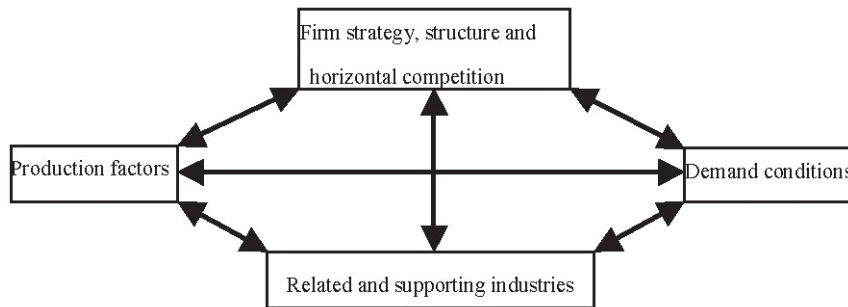 Firm strategy, structure and
horizontal competition
Production factors
Demand conditions
Related and supporting industries